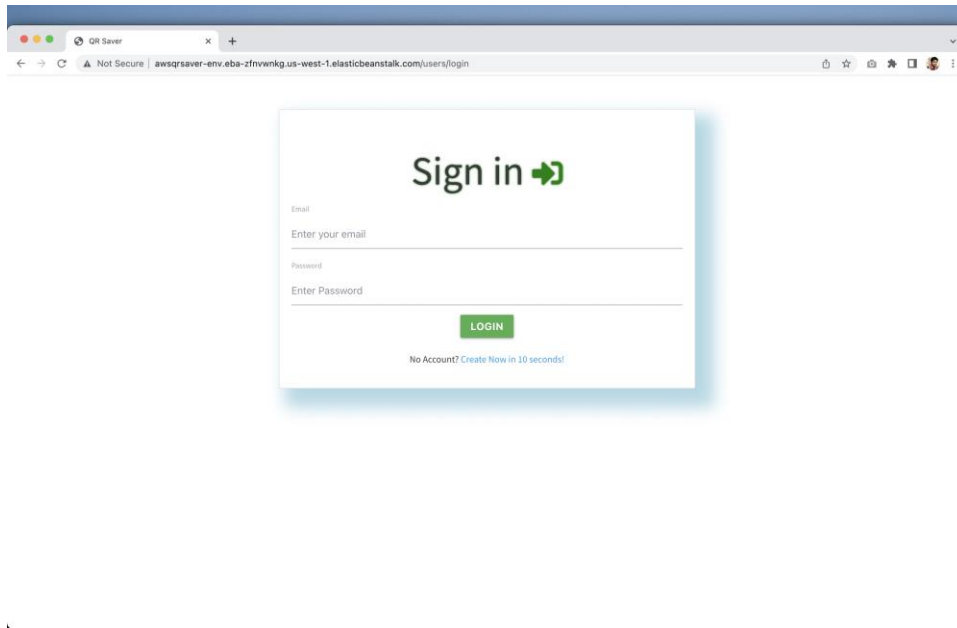 QR Saver
Not Secure | awsqrsaver-env.eba-zfnvwnkg.us-west-1.elasticbeanstalk.com/users/login
Sign in
Email
Enter your email
Password
Enter Password
LOGIN
No Account? Create Now in 10 seconds!